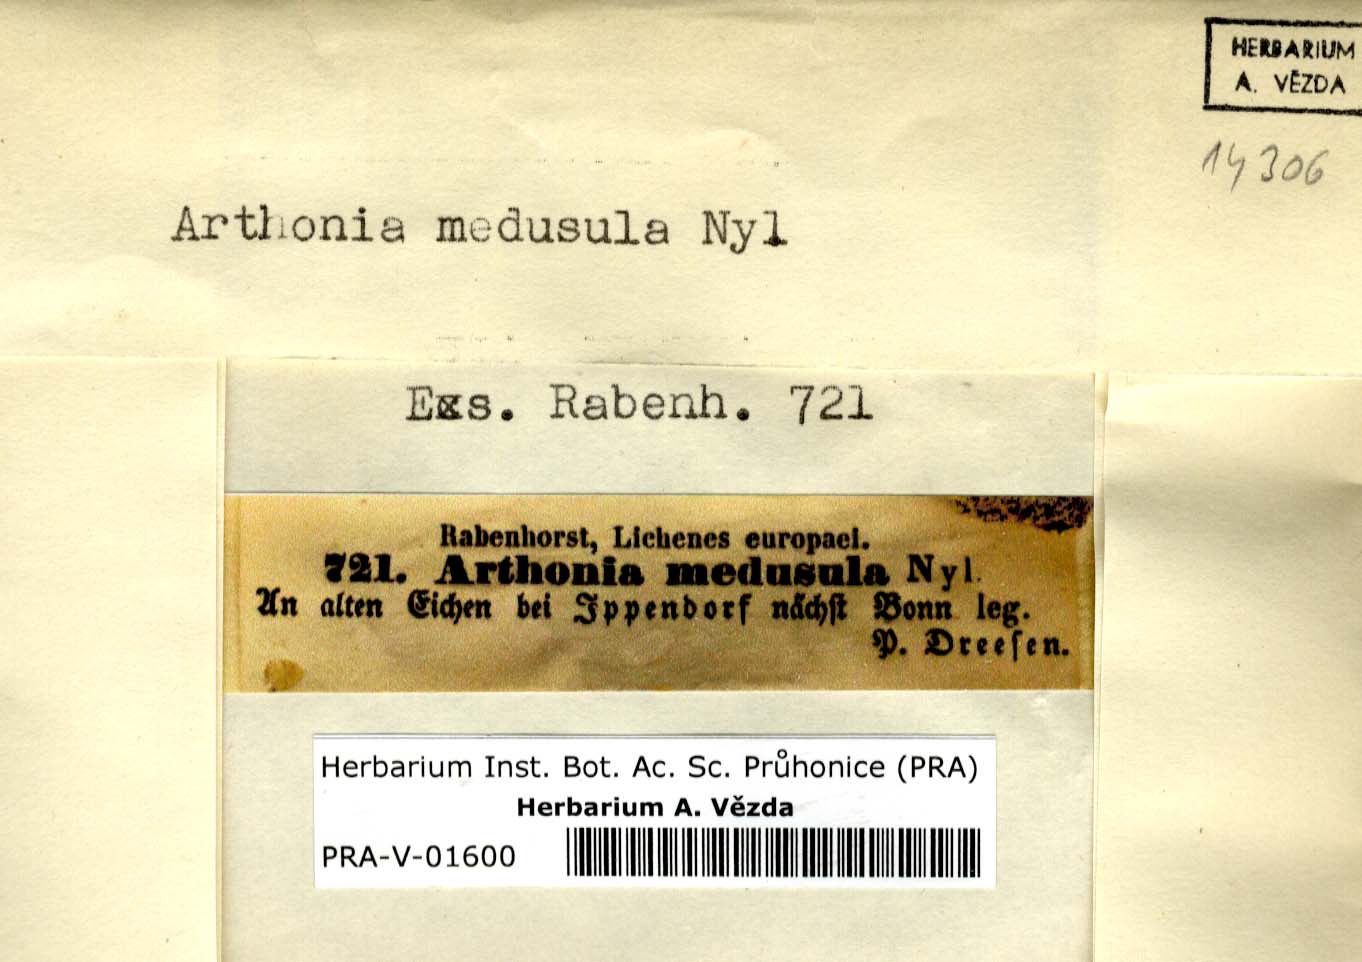 HERBARIUM
A. VĚZDA
14306
Arthonia medusula Nyl
Exs. Rabenh. 721
Rabenhorst, Lichenes europaei.
721. Arthonia medusula Nyl.
An alten Eichen bei Ippendorf nächst Bonn leg.
P. Dreesen.
Herbarium Inst. Bot. Ac. Sc. Průhonice (PRA)
Herbarium A. Vězda
PRA-V-01600